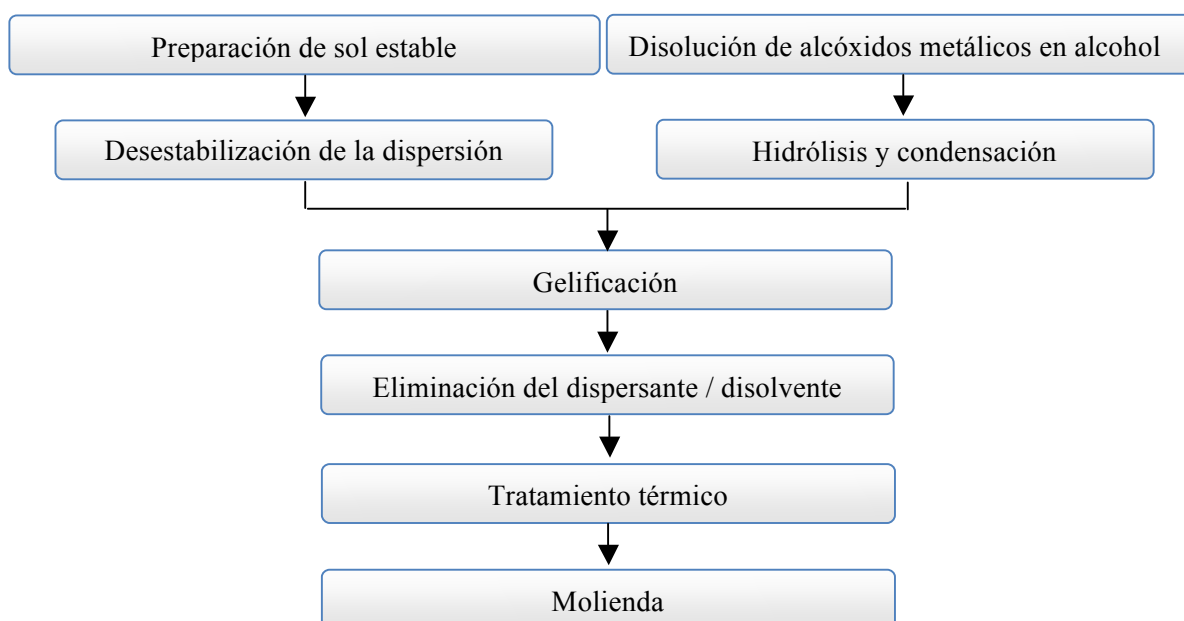 Preparación de sol estable
Disolución de alcóxidos metálicos en alcohol
Desestabilización de la dispersión
Hidrólisis y condensación
Gelificación
Eliminación del dispersante / disolvente
Tratamiento térmico
Molienda